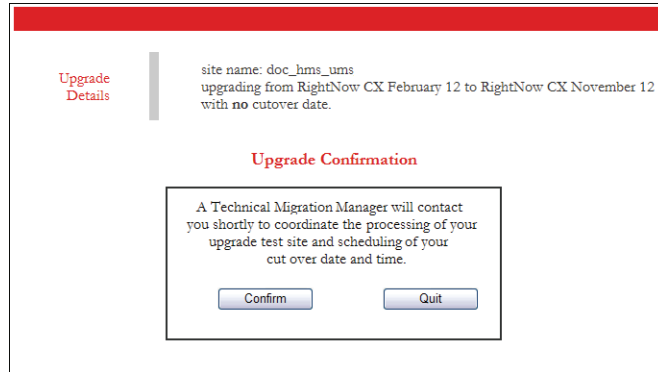 Upgrade
Details
site name: doc_hms_ums
upgrading from RightNow CX February 12 to RightNow CX November 12
with no cutover date.
Upgrade Confirmation
A Technical Migration Manager will contact
you shortly to coordinate the processing of your
upgrade test site and scheduling of your
cut over date and time.
Confirm
Quit